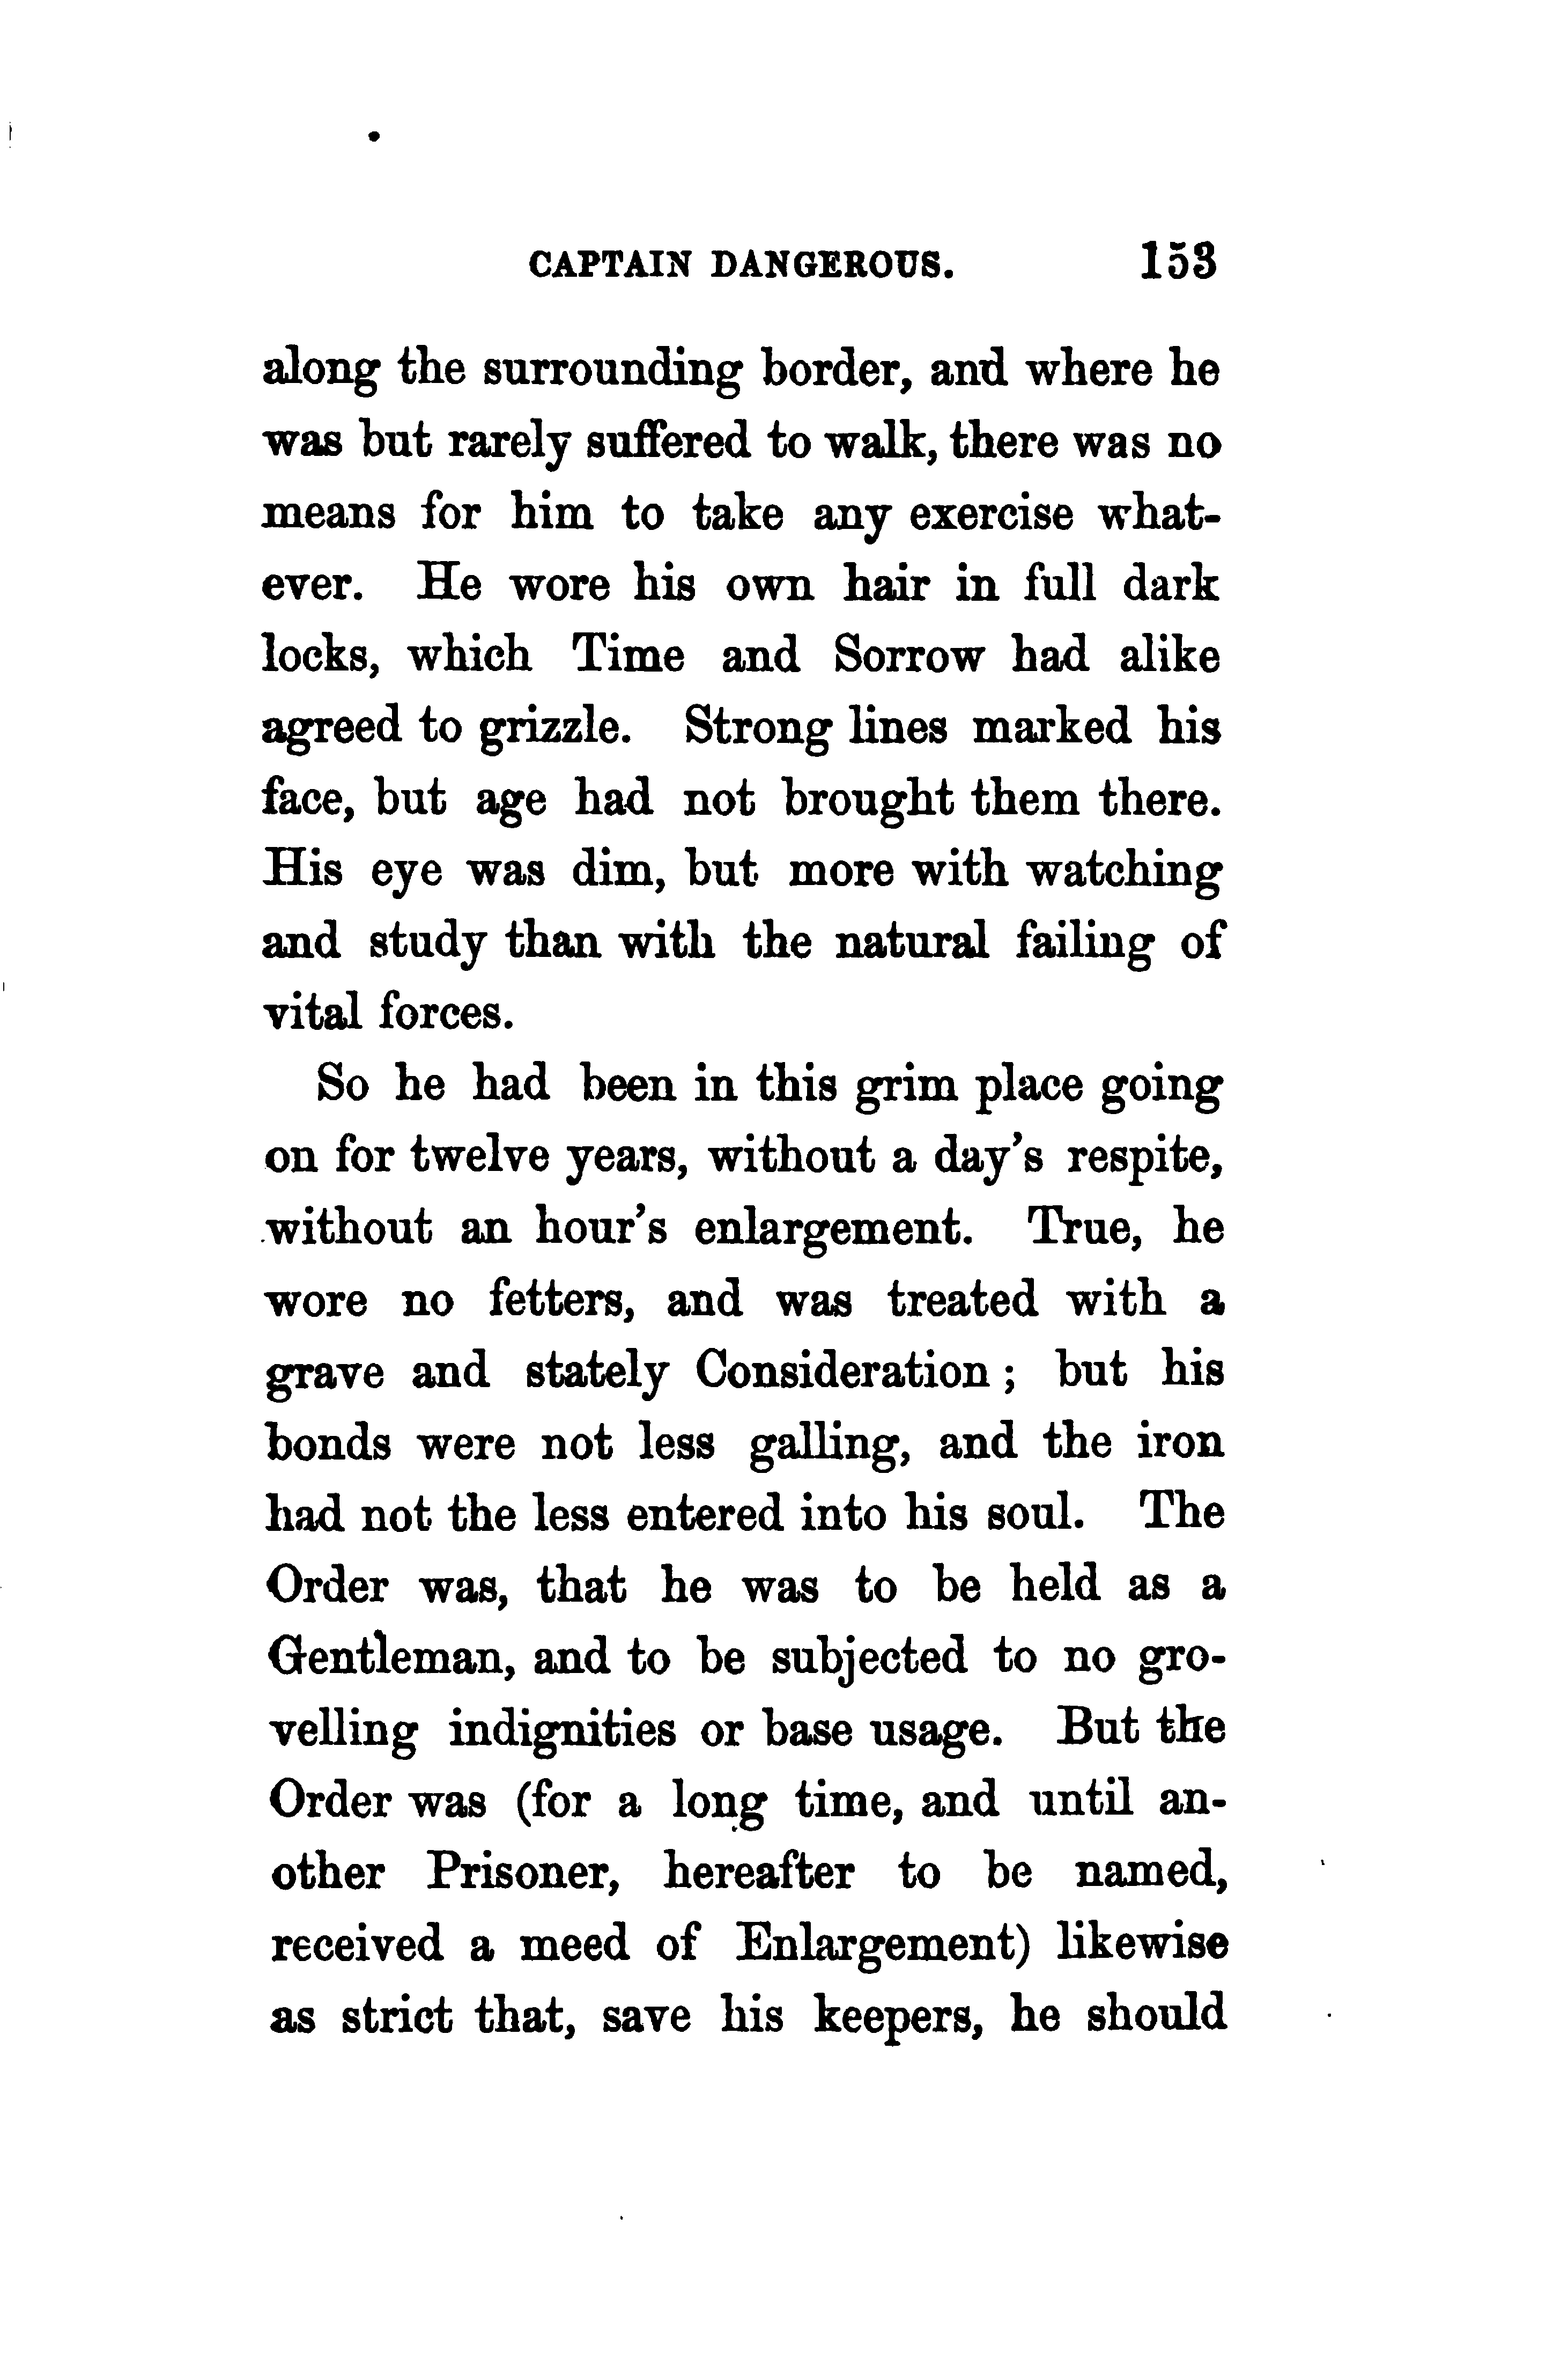 CAPTAIN DANGEROUS. 153
along the surrounding border, and where he
was but rarely suffered to walk, there was no
means for him to take any exercise what-
ever. He wore his own hair in full dark
locks, which Time and Sorrow had alike
agreed to grizzle. Strong lines marked his
face, but age had not brought them there.
His eye was dim, but more with watching
and study than with the natural failing of
vital forces.
So he had been in this grim place going
on for twelve years, without a day's respite,
without an hour's enlargement. True, he
wore no fetters, and was treated with a
grave and stately Consideration; but his
bonds were not less galling, and the iron
had not the less entered into his soul. The
Order was, that he was to be held as a
Gentleman, and to be subjected to no gro-
velling indignities or base usage. But the
Order was (for a long time, and until an-
other Prisoner, hereafter to be named,
received a meed of Enlargement) likewise
as strict that, save his keepers, he should